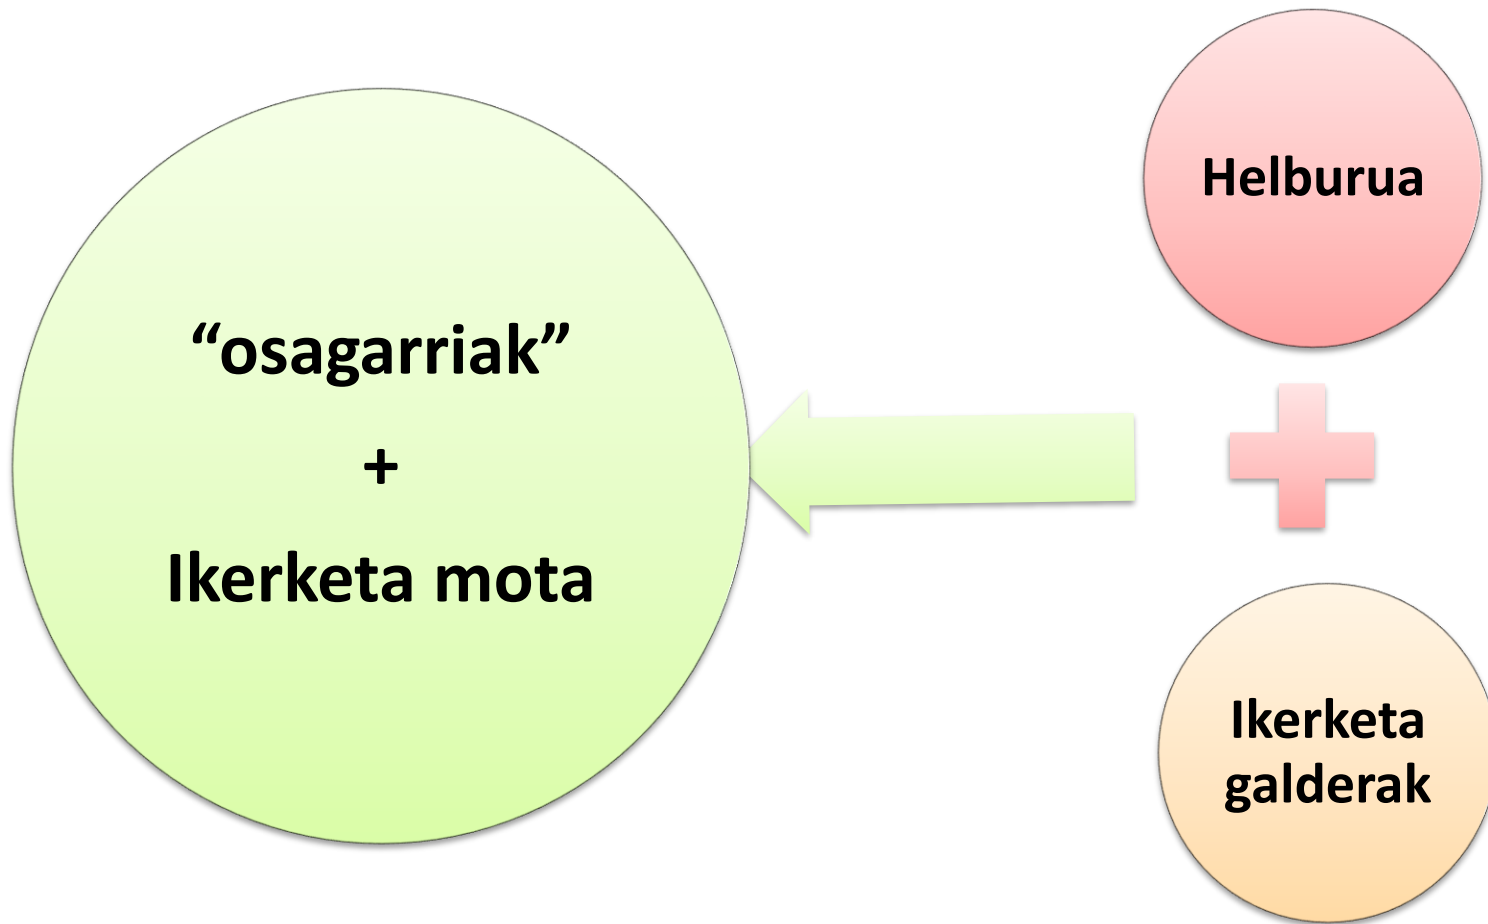 “osagarriak”
+
Ikerketa mota
Helburua
Ikerketa
galderak